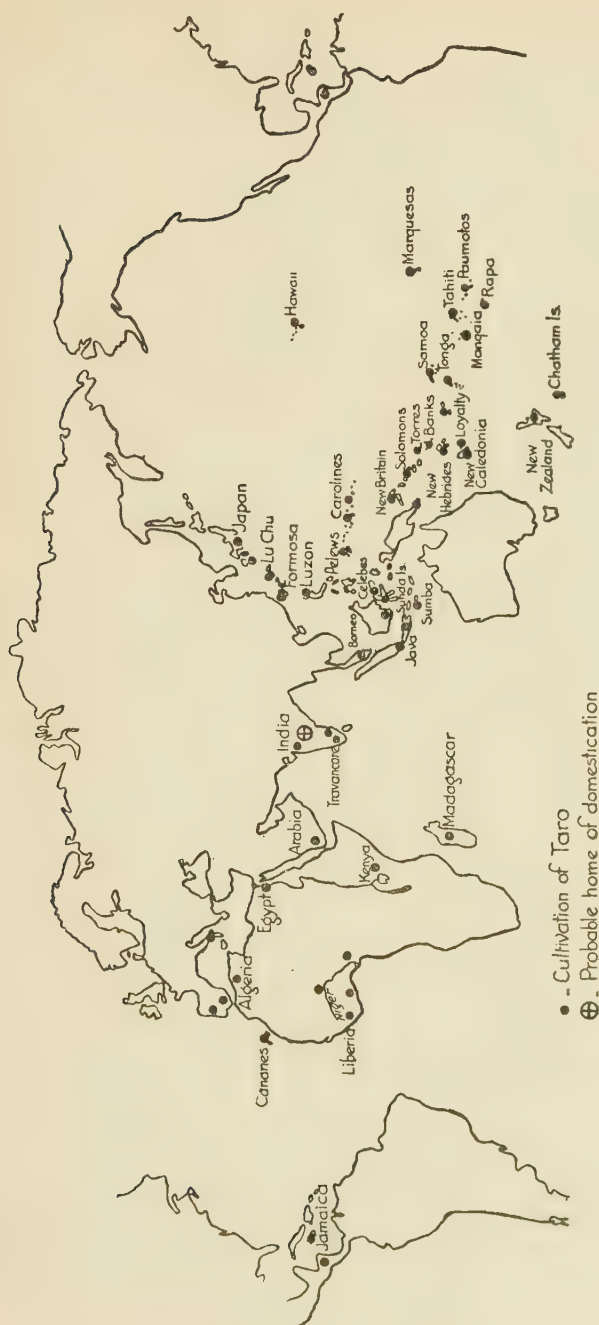 Jamaica
Canaries
Liberia
Niger
Algeria
Egypt
Arabia
Kenya
Madagascar
India
Travancore
Borneo
Java
Celebes
Sunda Is.
Sumba
Japan
Lu Chu
Formosa
Luzon
Pelews
Carolines
New Britain
Solomons
Torres
Banks
New
Hebrides
Loyalty
New
Caledonia
Samoa
Tonga
Hawaii
Marquesas
Tahiti
Paumotos
Mangaia
Rapa
New
Zealand
Chatham Is.
● - Cultivation of Taro
⊕ - Probable home of domestication